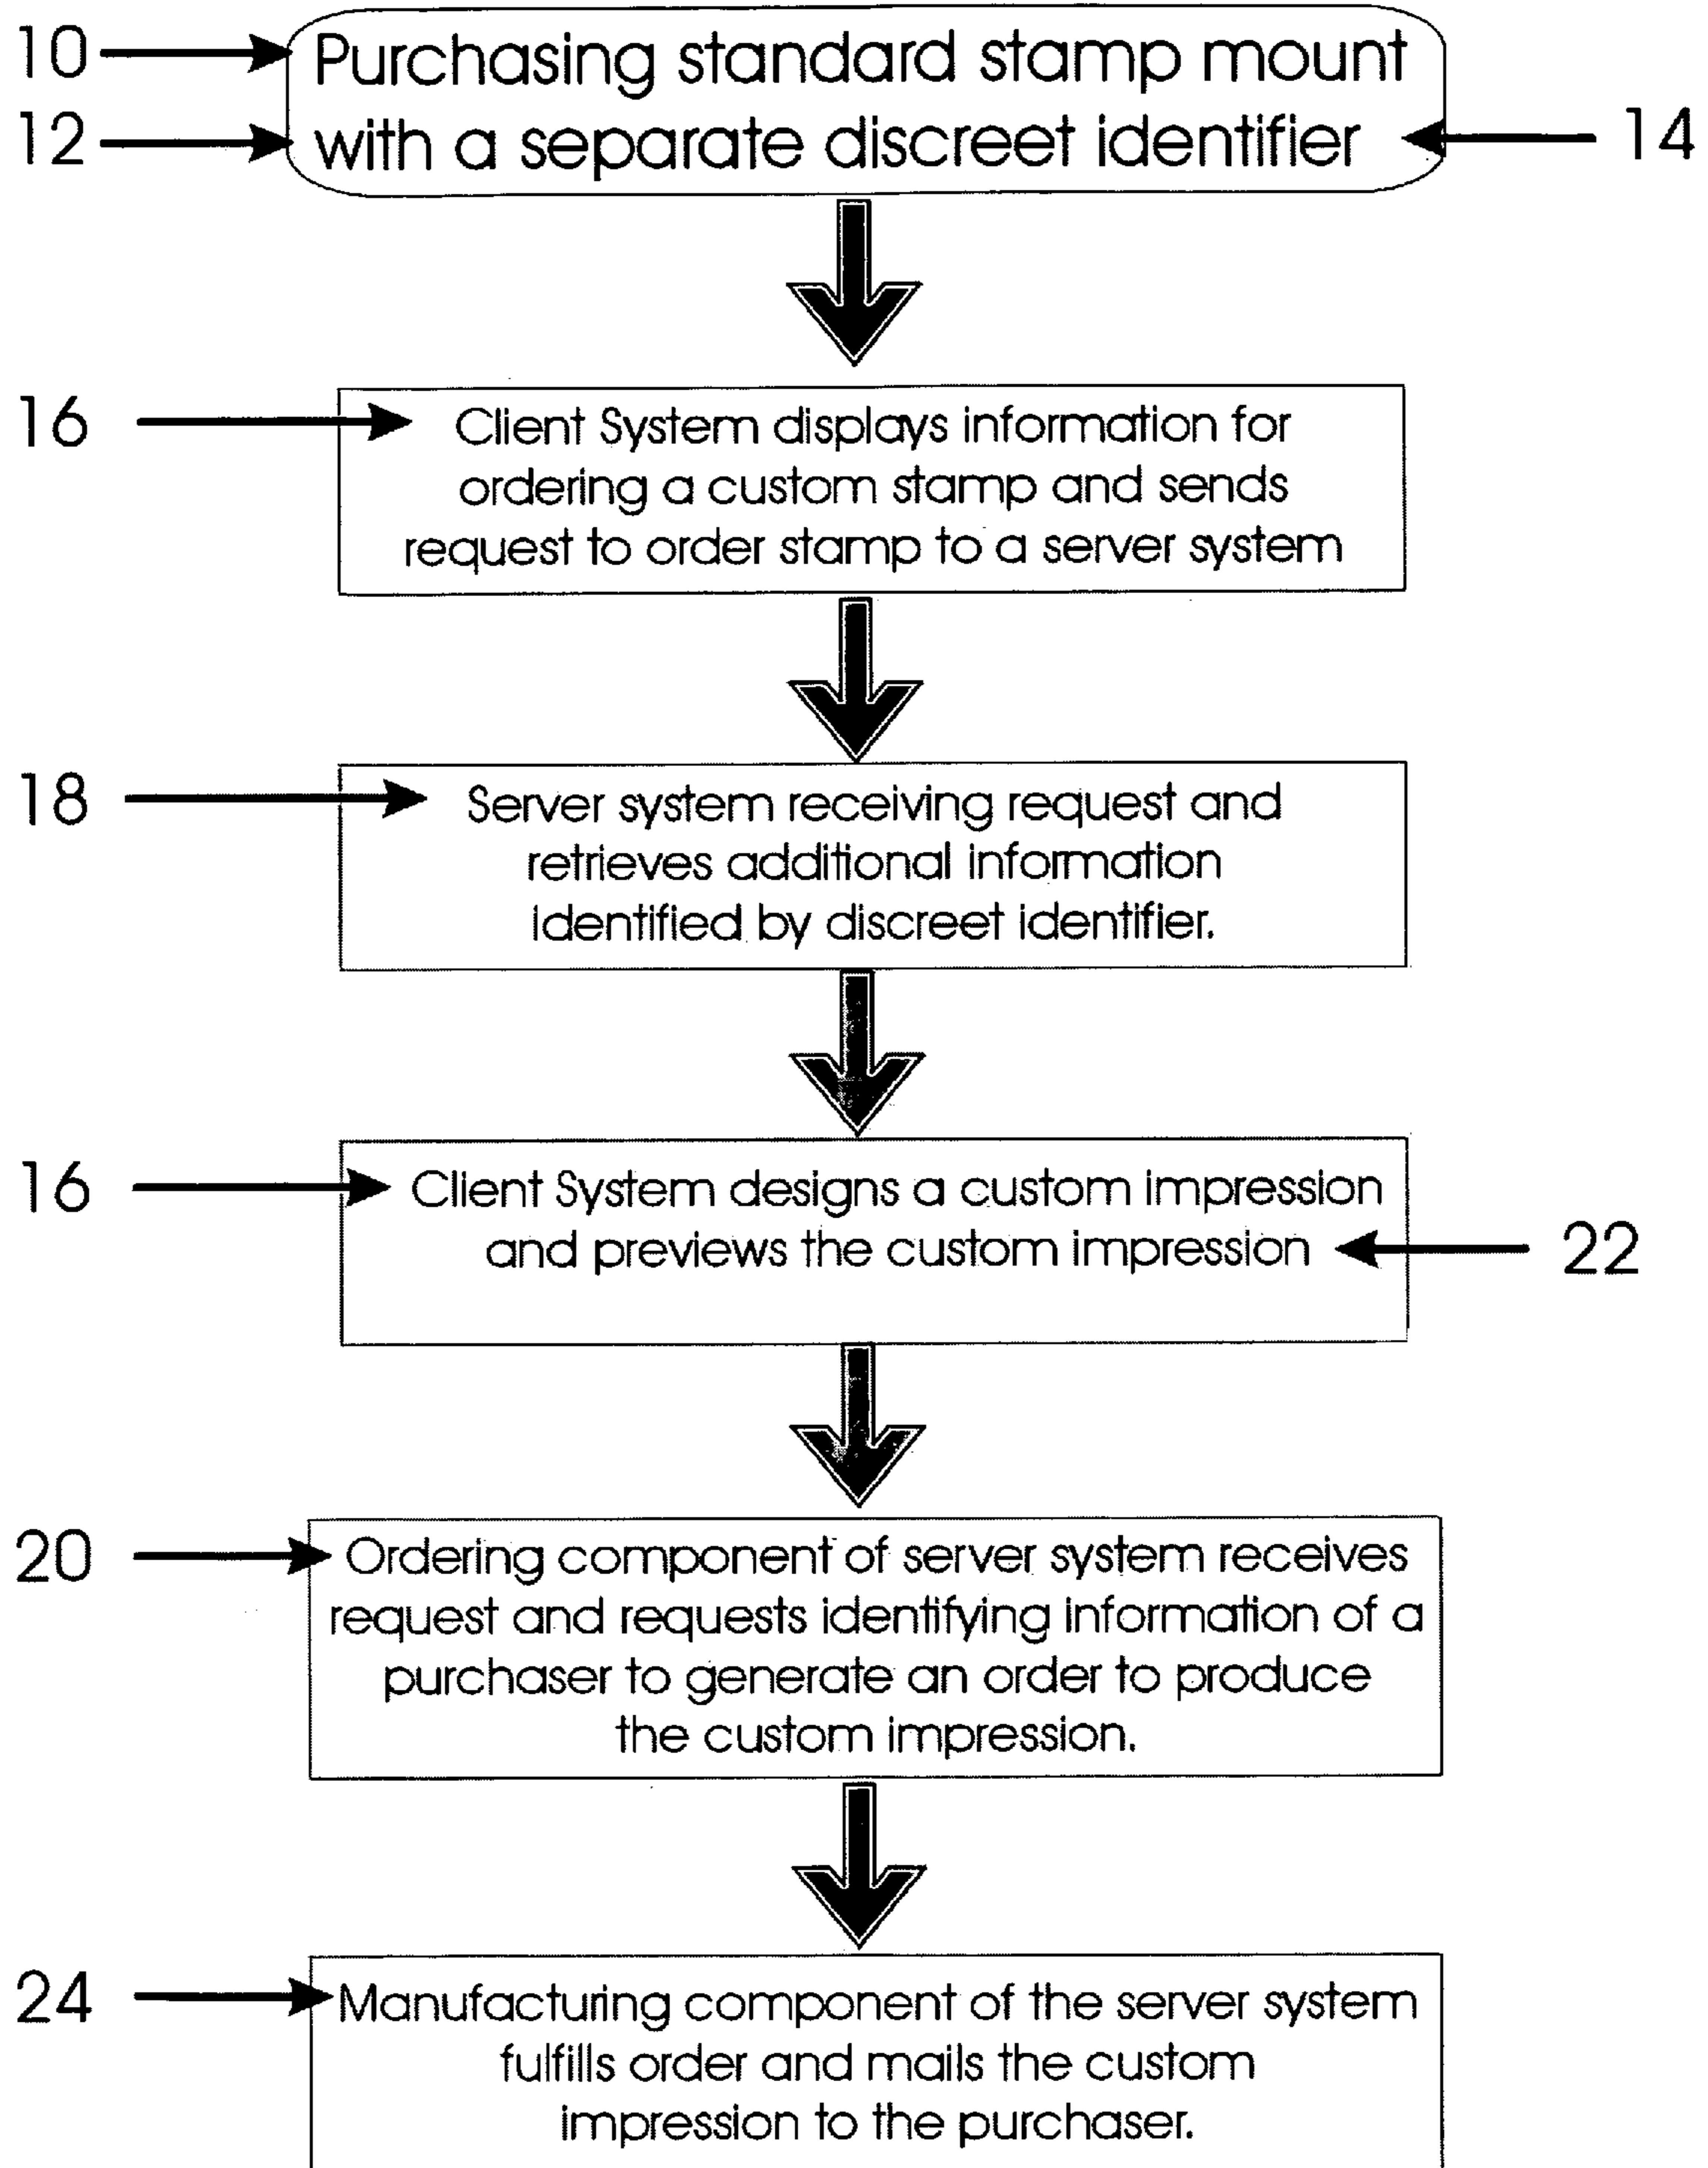 10
Purchasing standard stamp mount
12
with a separate discreet identifier
14
16
Client System displays information for
ordering a custom stamp and sends
request to order stamp to a server system
18
Server system receiving request and
retrieves additional information
identified by discreet identifier.
16
Client System designs a custom impression
and previews the custom impression
22
20
Ordering component of server system receives
request and requests identifying information of a
purchaser to generate an order to produce
the custom impression.
24
Manufacturing component of the server system
fulfills order and mails the custom
impression to the purchaser.